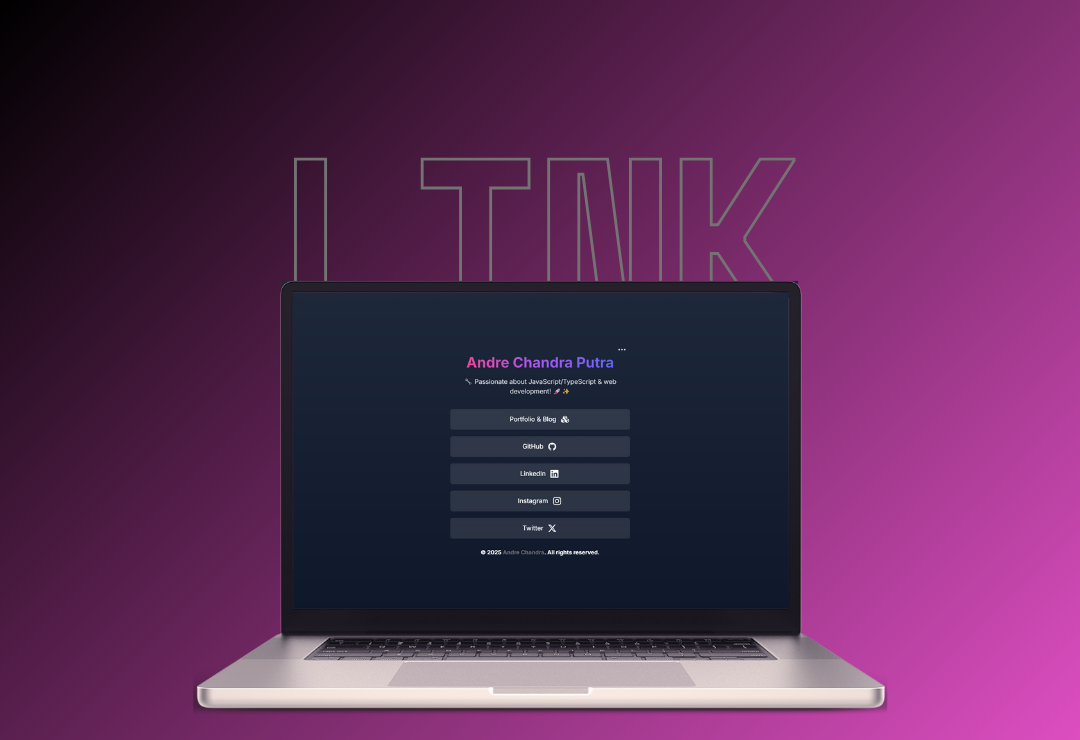 LINK
Andre Chandra Putra
🔧 Passionate about JavaScript/TypeScript & web
development! 🚀 ✨
Portfolio & Blog
GitHub
LinkedIn
Instagram
Twitter
© 2025 Andre Chandra. All rights reserved.